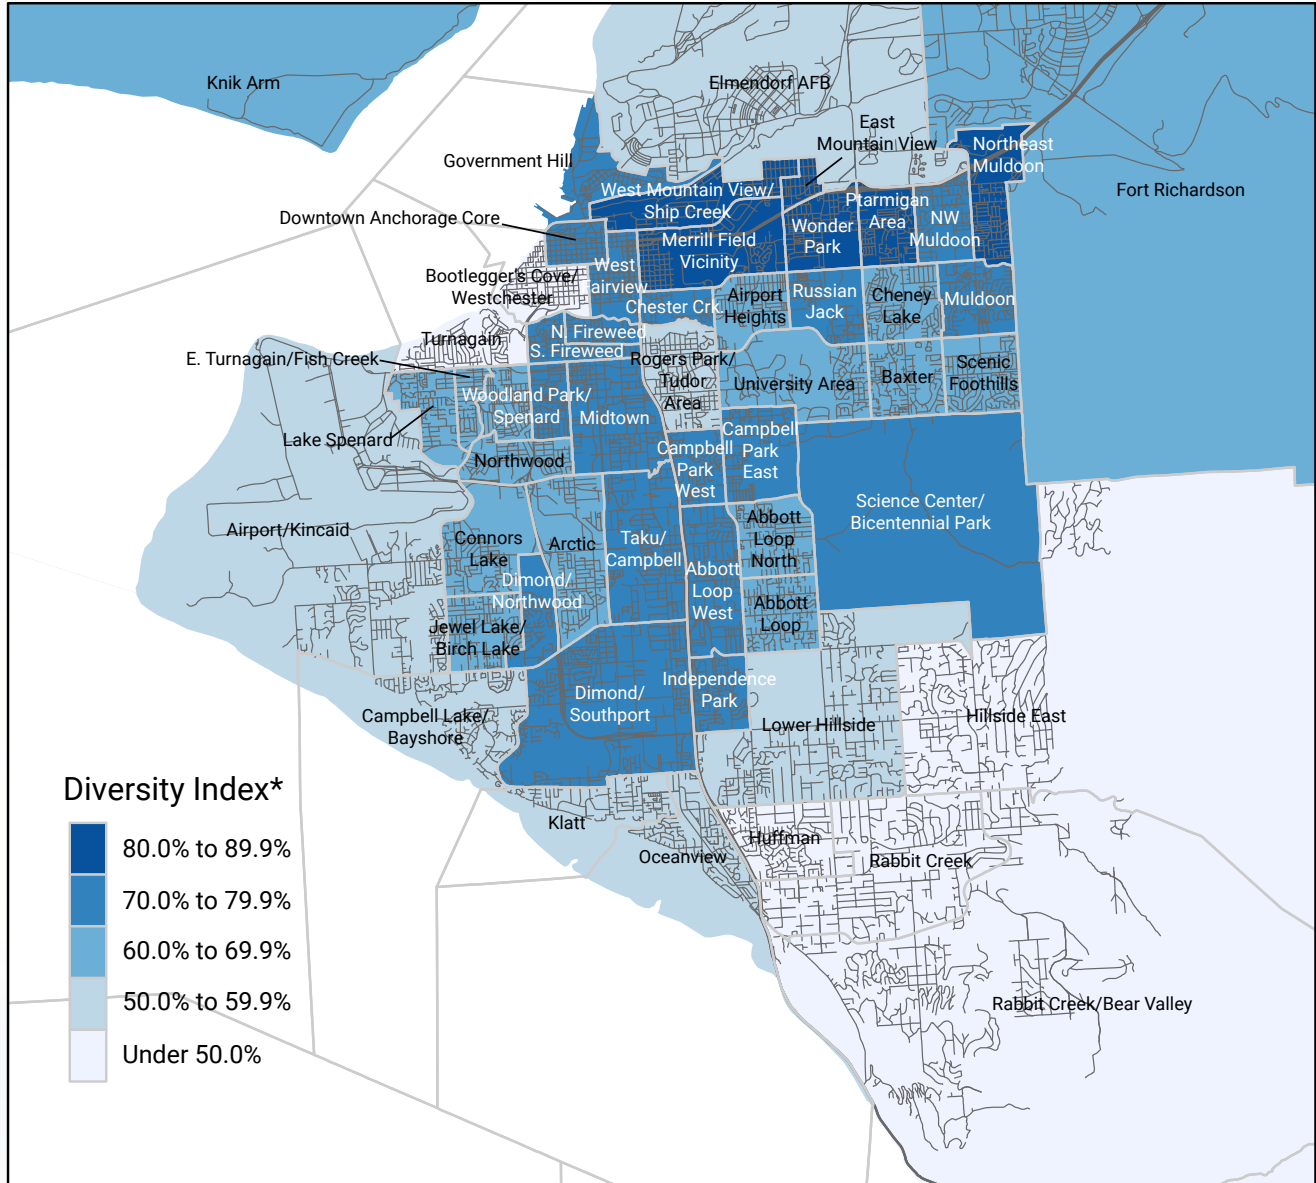 Knik Arm
Elmendorf AFB
East
Mountain View
Government Hill
Northeast
Muldoon
Fort Richardson
West Mountain View/
Ship Creek
Downtown Anchorage Core
Ptarmigan
Area
NW
Muldoon
Wonder
Park
Merrill Field
Vicinity
West
Fairview
Bootlegger's Cove/
Westchester
Chester Crk.
Airport
Heights
Russian
Jack
Cheney
Lake
Muldoon
Turnagain
N. Fireweed
S. Fireweed
E. Turnagain/Fish Creek
Rogers Park/
Tudor
Area
University Area
Baxter
Scenic
Foothills
Woodland Park/
Spenard
Midtown
Lake Spenard
Northwood
Campbell
Park
West
Campbell
Park
East
Science Center/
Bicentennial Park
Airport/Kincaid
Connors
Lake
Arctic
Taku/
Campbell
Abbott
Loop
North
Dimond/
Northwood
Abbott
Loop
West
Abbott
Loop
Jewel Lake/
Birch Lake
Independence
Park
Dimond/
Southport
Campbell Lake/
Bayshore
Lower Hillside
Hillside East
Klatt
Oceanview
Huffman
Rabbit Creek
Rabbit Creek/Bear Valley
Diversity Index*
80.0% to 89.9%
70.0% to 79.9%
60.0% to 69.9%
50.0% to 59.9%
Under 50.0%